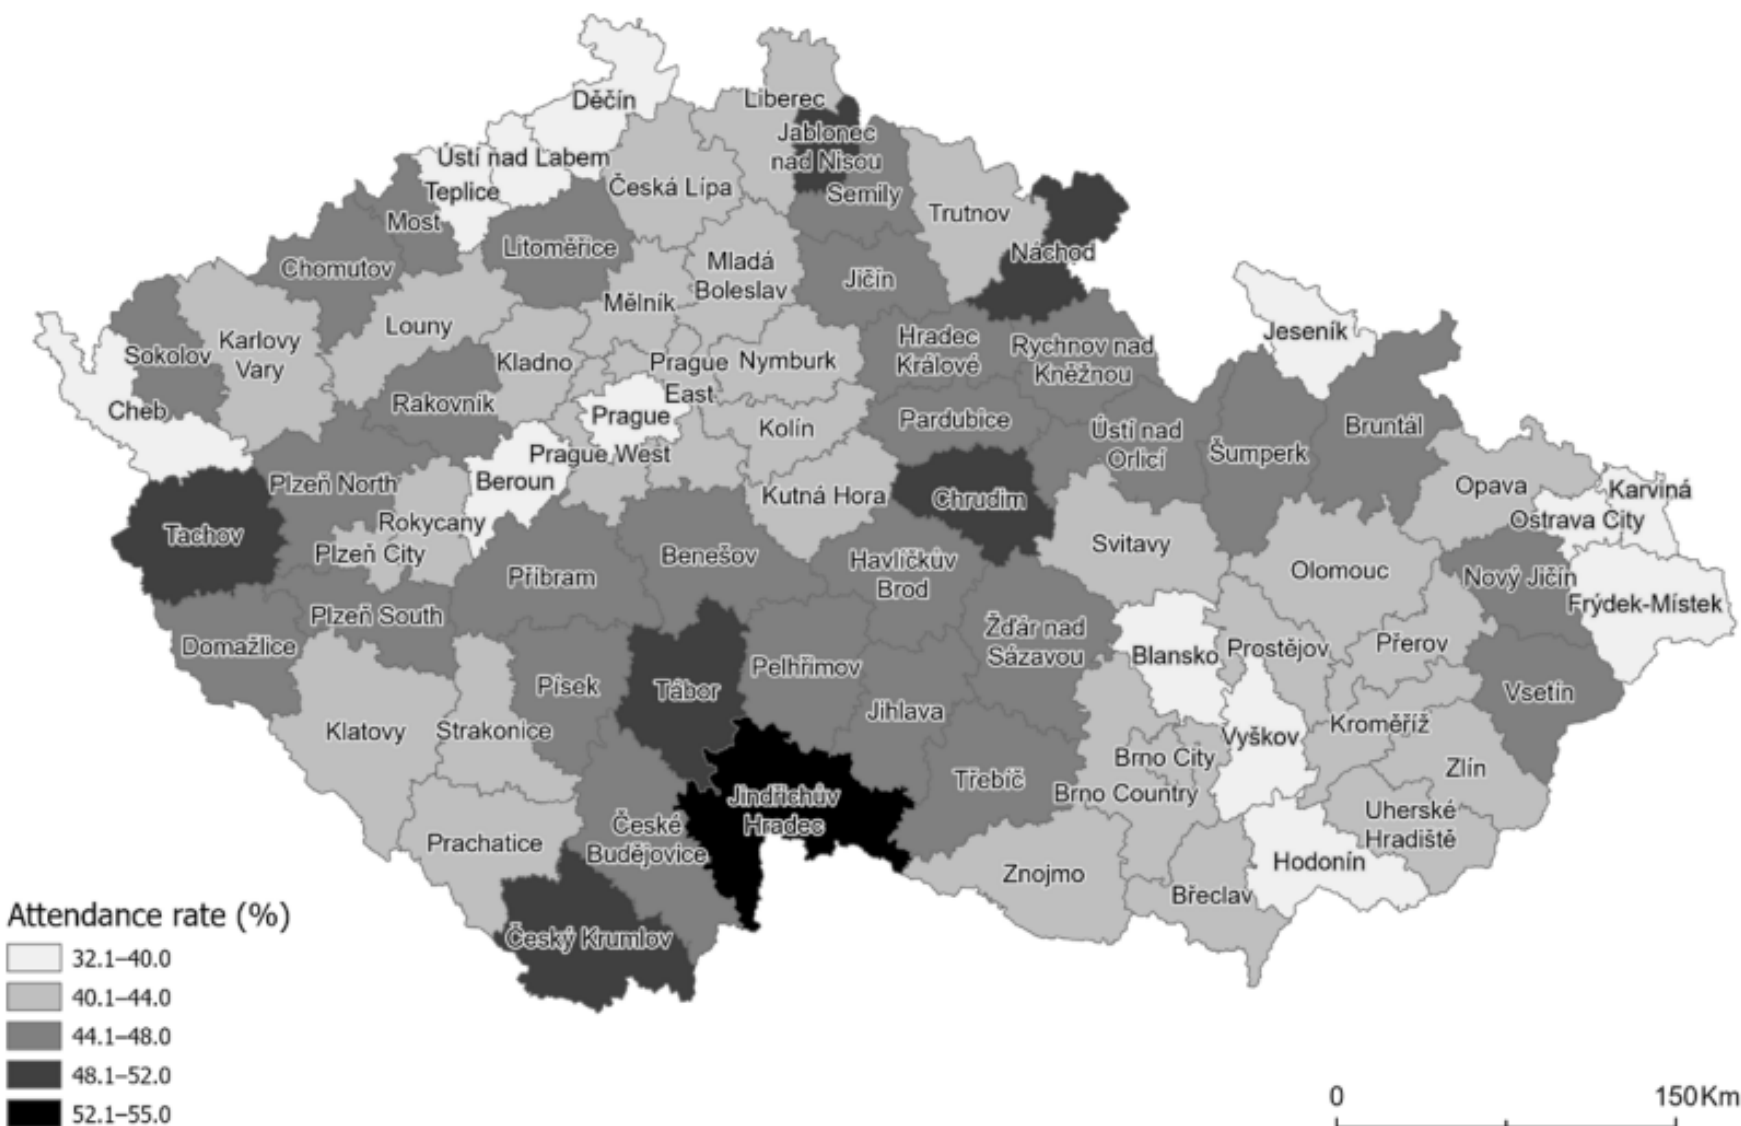 Děčín
Liberec
Jablonec
nad Nisou
Ústí nad Labem
Teplice
Česká Lípa
Semily
Trutnov
Most
Litoměřice
Náchod
Chomutov
Mladá
Boleslav
Jičín
Mělník
Louny
Jeseník
Karlovy
Vary
Sokolov
Kladno
Prague
East
Nymburk
Hradec
Králové
Rychnov nad
Kněžnou
Rakovník
Cheb
Prague
Kolín
Pardubice
Ústí nad
Orlicí
Šumperk
Bruntál
Prague West
Plzeň North
Beroun
Kutná Hora
Chrudim
Opava
Karviná
Ostrava City
Rokycany
Tachov
Plzeň City
Benešov
Svitavy
Havlíčkův
Brod
Olomouc
Příbram
Nový Jičín
Frýdek-Místek
Plzeň South
Domažlice
Žďár nad
Sázavou
Blansko
Prostějov
Přerov
Pelhřimov
Písek
Tábor
Vsetín
Jihlava
Klatovy
Strakonice
Kroměříž
Vyškov
Brno City
Zlín
Třebíč
Brno Country
Jindřichův
Hradec
Uherské
Hradiště
České
Budějovice
Prachatice
Hodonín
Znojmo
Břeclav
Český Krumlov
Attendance rate (%)
32.1–40.0
40.1–44.0
44.1–48.0
48.1–52.0
52.1–55.0
0 150Km